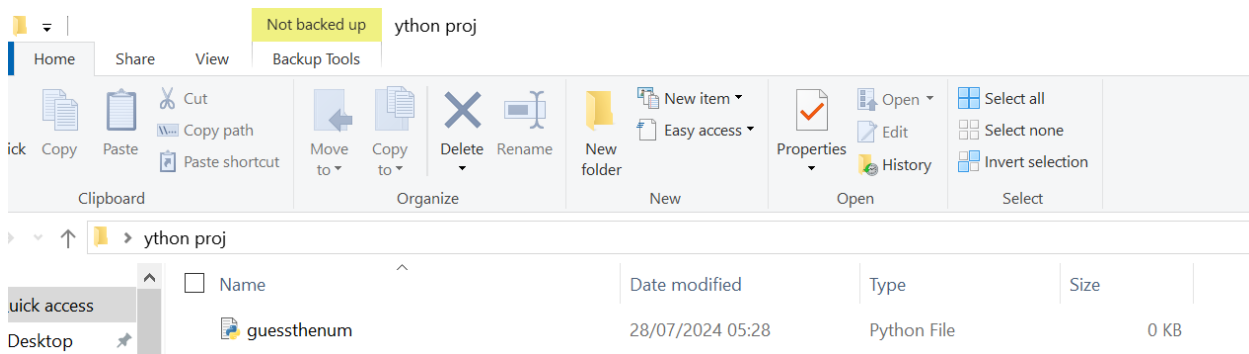 Not backed up ython proj
Home Share View Backup Tools
Cut
Copy path
Paste shortcut
Copy Paste
Move to Copy to Delete Rename
New folder
New item
Easy access
Properties
Open
Edit
History
Select all
Select none
Invert selection
Clipboard Organize New Open Select
ython proj
Name Date modified Type Size
uick access
guessthenum 28/07/2024 05:28 Python File 0 KB
Desktop